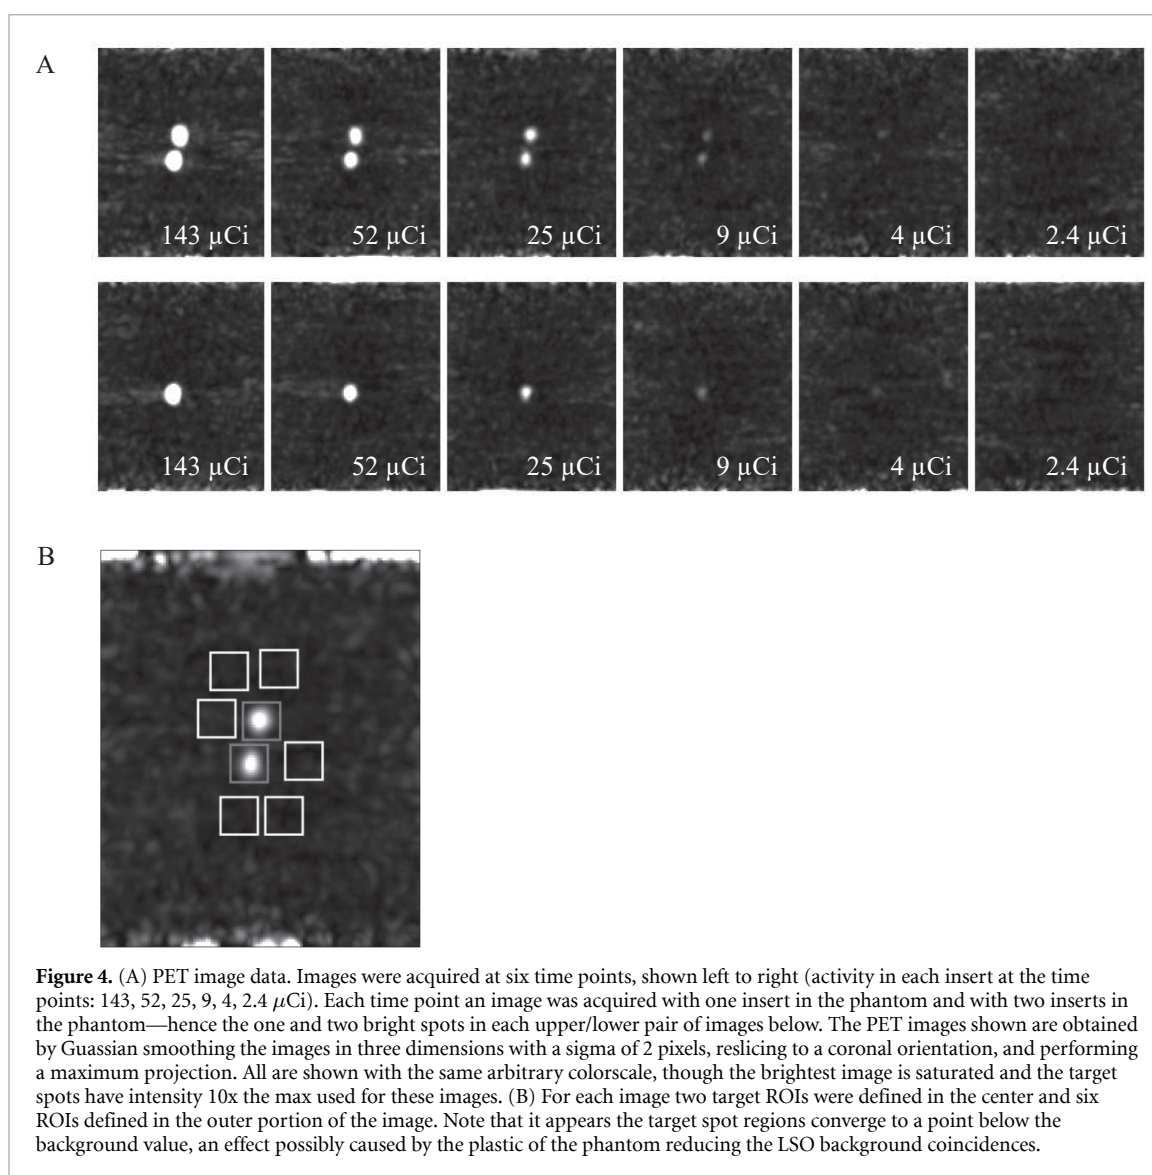 A
143 µCi 52 µCi 25 µCi 9 µCi 4 µCi 2.4 µCi
143 µCi 52 µCi 25 µCi 9 µCi 4 µCi 2.4 µCi
B
Figure 4. (A) PET image data. Images were acquired at six time points, shown left to right (activity in each insert at the time
points: 143, 52, 25, 9, 4, 2.4 µCi). Each time point an image was acquired with one insert in the phantom and with two inserts in
the phantom—hence the one and two bright spots in each upper/lower pair of images below. The PET images shown are obtained
by Guassian smoothing the images in three dimensions with a sigma of 2 pixels, reslicing to a coronal orientation, and performing
a maximum projection. All are shown with the same arbitrary colorscale, though the brightest image is saturated and the target
spots have intensity 10x the max used for these images. (B) For each image two target ROIs were defined in the center and six
ROIs defined in the outer portion of the image. Note that it appears the target spot regions converge to a point below the
background value, an effect possibly caused by the plastic of the phantom reducing the LSO background coincidences.